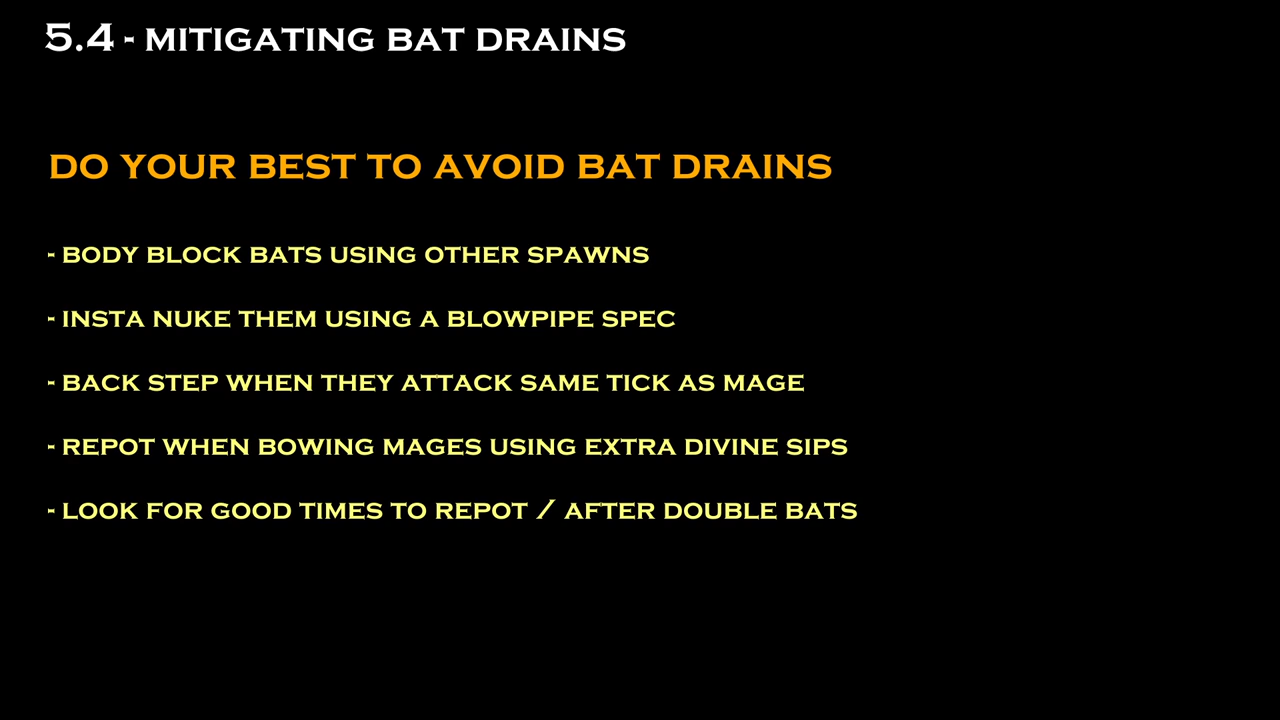 5.4 - MITIGATING BAT DRAINS
DO YOUR BEST TO AVOID BAT DRAINS
- BODY BLOCK BATS USING OTHER SPAWNS
- INSTA NUKE THEM USING A BLOWPIPE SPEC
- BACK STEP WHEN THEY ATTACK SAME TICK AS MAGE
- REPOT WHEN BOWING MAGES USING EXTRA DIVINE SIPS
- LOOK FOR GOOD TIMES TO REPOT / AFTER DOUBLE BATS